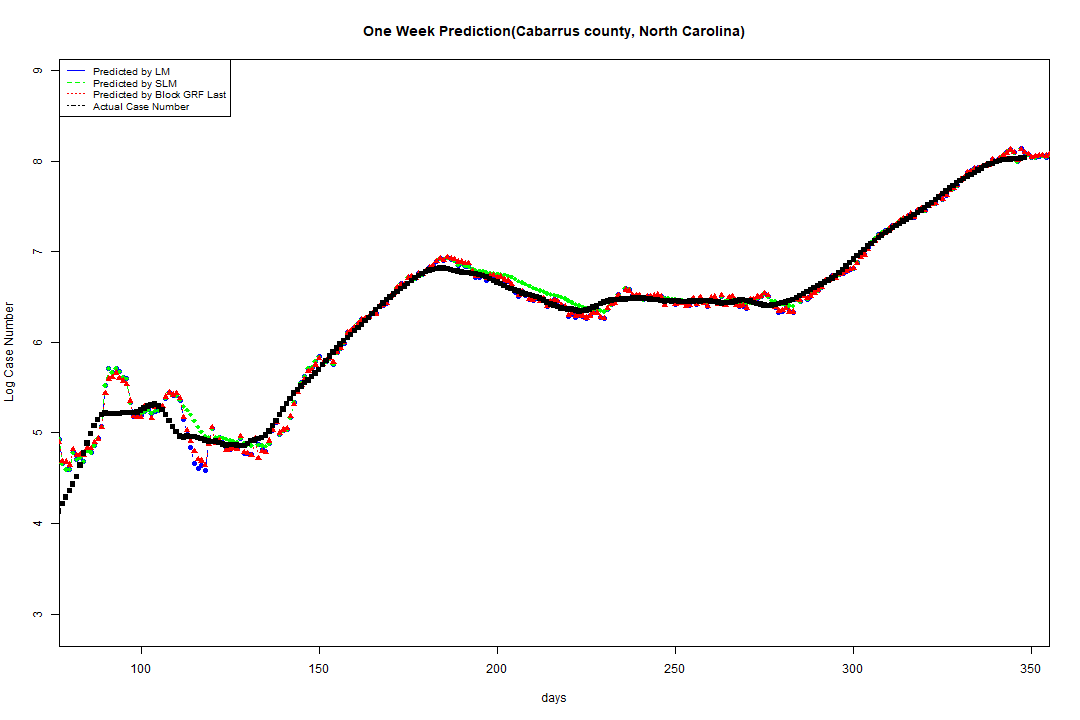 One Week Prediction(Cabarrus county, North Carolina)
Predicted by LM
Predicted by SLM
Predicted by Block GRF Last
Actual Case Number
9
8
7
6
5
4
3
Log Case Number
100 150 200 250 300 350
days